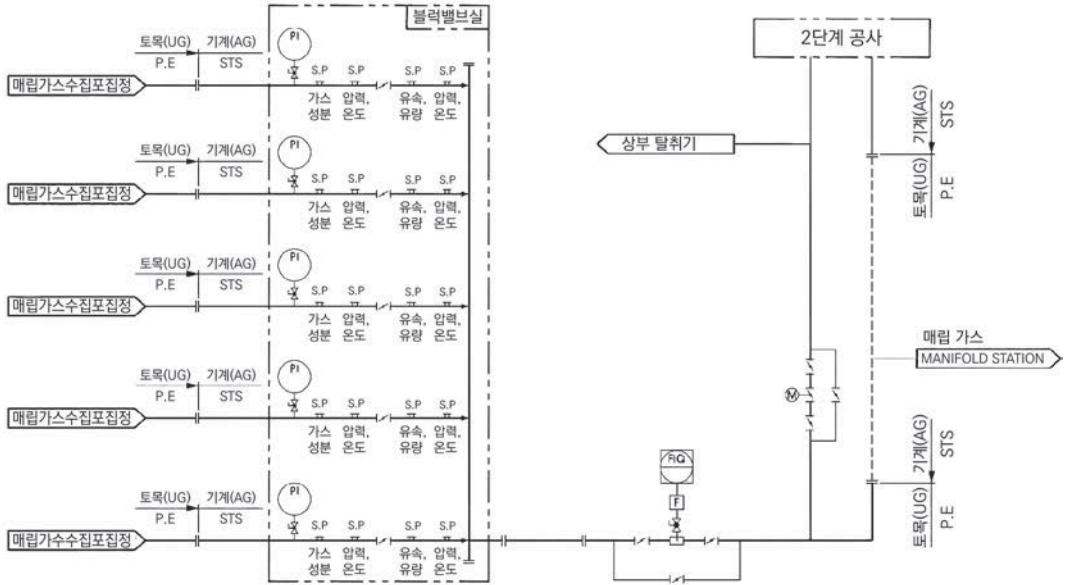 블럭밸브실
토목(UG) 기계(AG)
P.E STS
PI
매립가스수집포집정
S.P S.P S.P S.P
가스 압력, 유속, 압력,
성분 온도 유량 온도
토목(UG) 기계(AG)
P.E STS
PI
매립가스수집포집정
S.P S.P S.P S.P
가스 압력, 유속, 압력,
성분 온도 유량 온도
토목(UG) 기계(AG)
P.E STS
PI
매립가스수집포집정
S.P S.P S.P S.P
가스 압력, 유속, 압력,
성분 온도 유량 온도
토목(UG) 기계(AG)
P.E STS
PI
매립가스수집포집정
S.P S.P S.P S.P
가스 압력, 유속, 압력,
성분 온도 유량 온도
토목(UG) 기계(AG)
P.E STS
PI
매립가스수집포집정
S.P S.P S.P S.P
가스 압력, 유속, 압력,
성분 온도 유량 온도
2단계 공사
상부 탈취기
기계(AG)
STS
토목(UG)
P.E
매립 가스
MANIFOLD STATION
M
기계(AG)
STS
토목(UG)
P.E
RQ
F